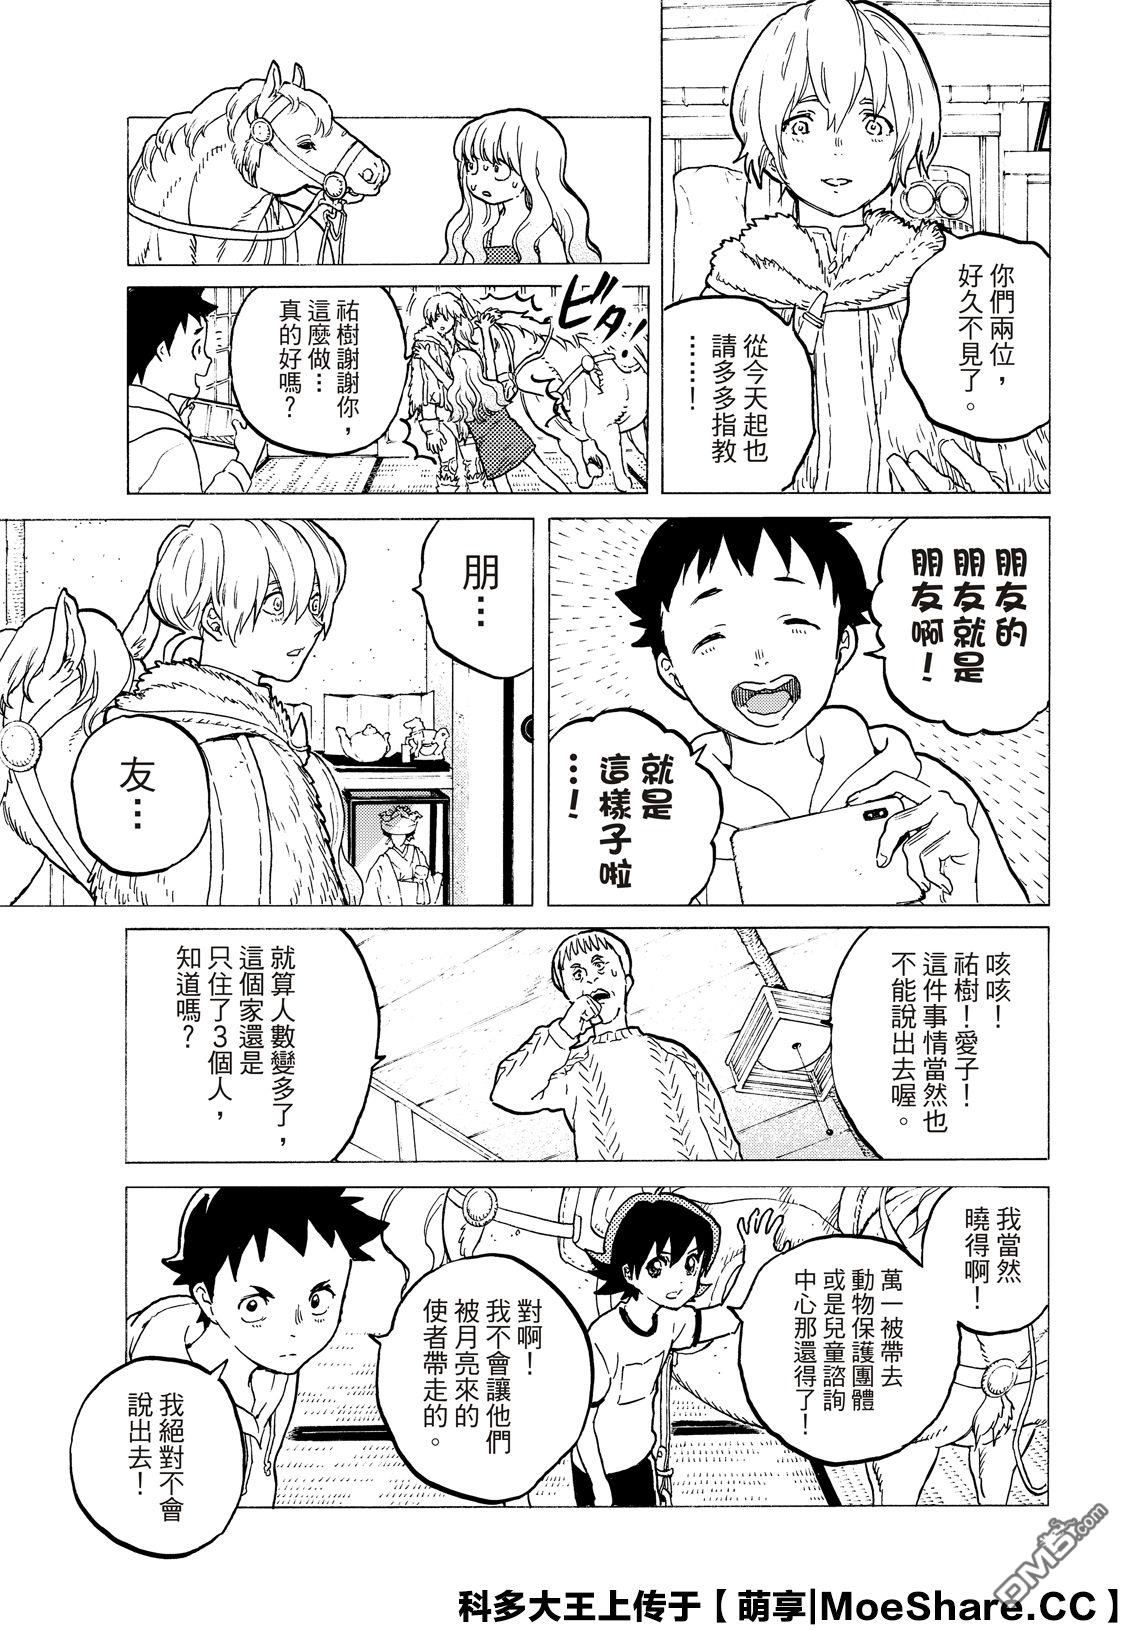 你們兩位，
好久不見了。
從今天起也
請多多指教
……！
ビタ！
祐樹謝謝你，
這麼做…
真的好嗎？
朋友的
朋友就是
朋友啊！
就是
這樣子啦
…！
朋…
友…
咳咳！
祐樹！愛子！
這件事情當然也
不能說出去喔。
就算人數變多了，
這個家還是
只住了3個人，
知道嗎？
我當然
曉得啊！
萬一被帶去
動物保護團體
或是兒童諮詢
中心那還得了！
對啊！
我不會讓他們
被月亮來的
使者帶走的。
我絕對不會
說出去！
DM5.com
科多大王上传于【萌享|MoeShare.CC】